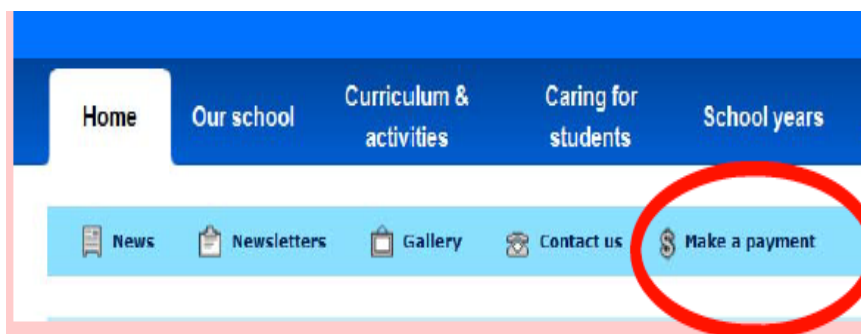 Home
Our school
Curriculum &
activities
Caring for
students
School years
News
Newsletters
Gallery
Contact us
Make a payment